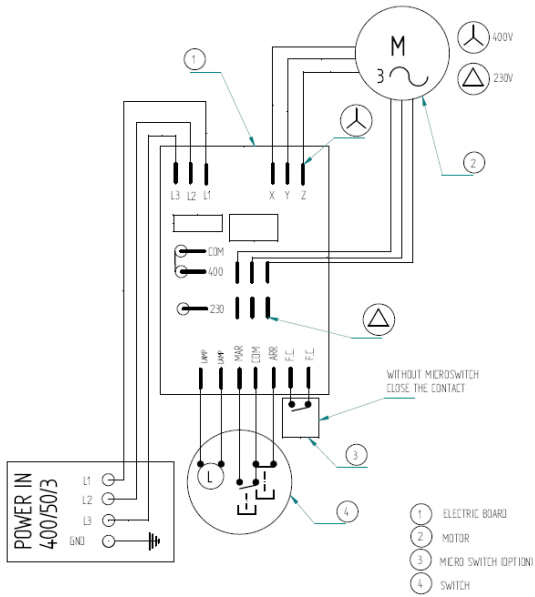 M
3
400V
230V
1
2
L3 L2 L1
X Y Z
COM
400
230
LAMP LAMP MAR COM ARR F.C. F.C.
WITHOUT MICROSWITCH
CLOSE THE CONTACT
3
L
4
POWER IN
400/50/3
L1
L2
L3
GND
1 ELECTRIC BOARD
2 MOTOR
3 MICRO SWITCH (OPTION)
4 SWITCH